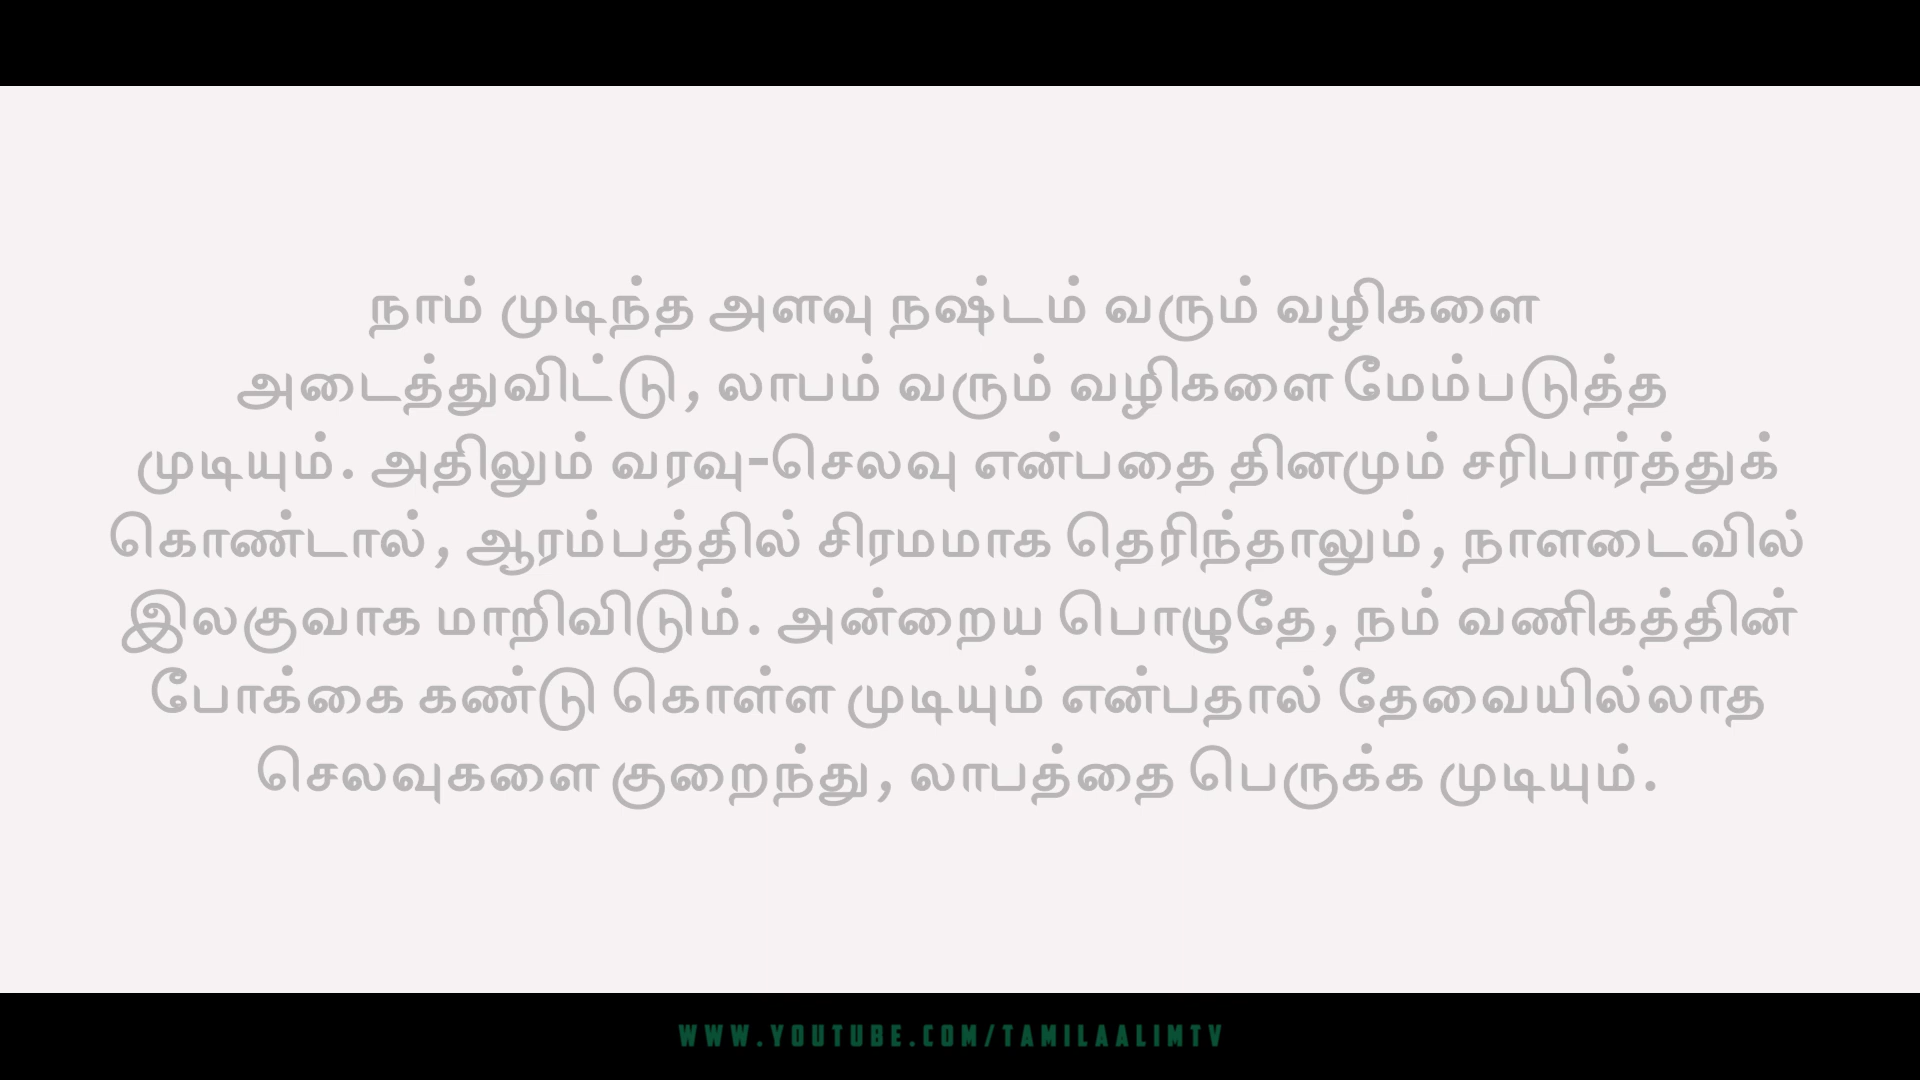 நாம் முடிந்த அளவு நஷ்டம் வரும் வழிகளை
அடைத்துவிட்டு, லாபம் வரும் வழிகளை மேம்படுத்த
முடியும். அதிலும் வரவு-செலவு என்பதை தினமும் சரிபார்த்துக்
கொண்டால், ஆரம்பத்தில் சிரமமாக தெரிந்தாலும், நாளடைவில்
இலகுவாக மாறிவிடும். அன்றைய பொழுதே, நம் வணிகத்தின்
போக்கை கண்டு கொள்ள முடியும் என்பதால் தேவையில்லாத
செலவுகளை குறைந்து, லாபத்தை பெருக்க முடியும்.
WWW.YOUTUBE.COM/TAMILAALIMTV